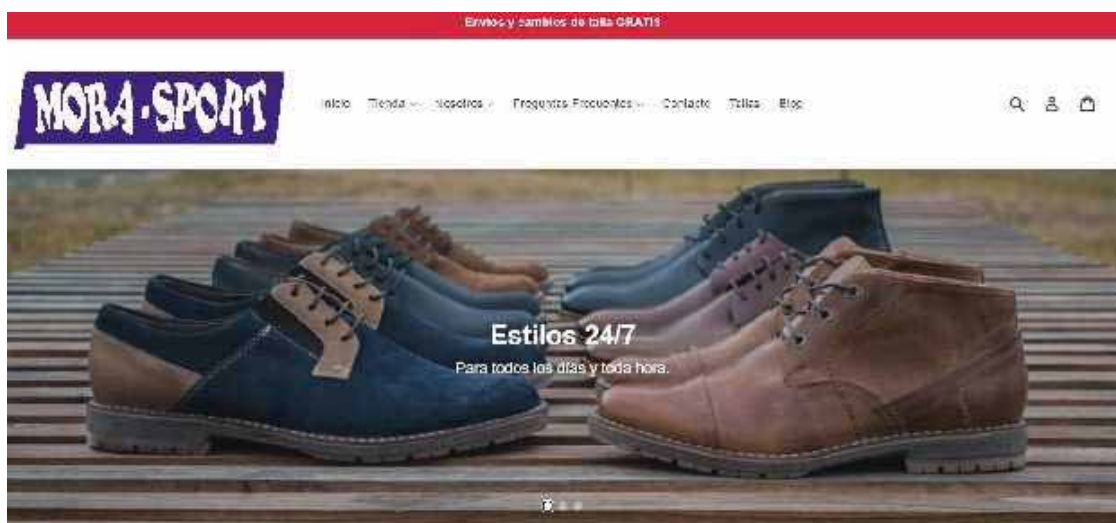 Envíos y cambios de talla GRATIS
MORA-SPORT
Inicio Tienda Nosotros Preguntas Frecuentes Contacto Tallas Blog
Estilos 24/7
Para todos los días y toda hora.